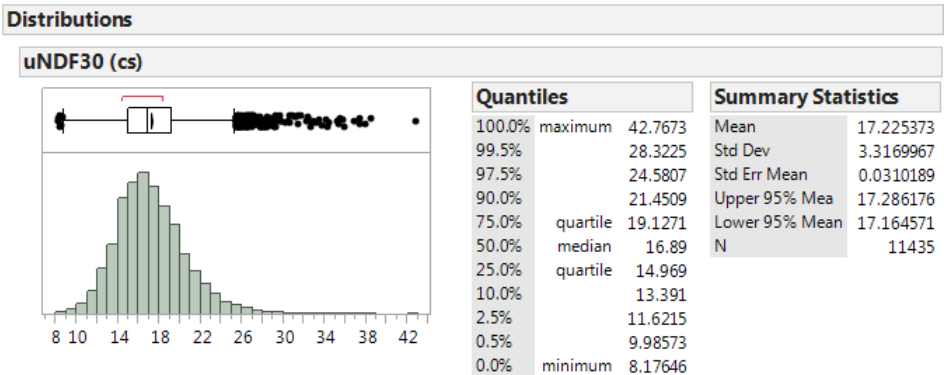 Distributions
uNDF30 (cs)
8 10 14 18 22 26 30 34 38 42
Quantiles
100.0% maximum 42.7673
99.5% 28.3225
97.5% 24.5807
90.0% 21.4509
75.0% quartile 19.1271
50.0% median 16.89
25.0% quartile 14.969
10.0% 13.391
2.5% 11.6215
0.5% 9.98573
0.0% minimum 8.17646
Summary Statistics
Mean 17.225373
Std Dev 3.3169967
Std Err Mean 0.0310189
Upper 95% Mea 17.286176
Lower 95% Mean 17.164571
N 11435